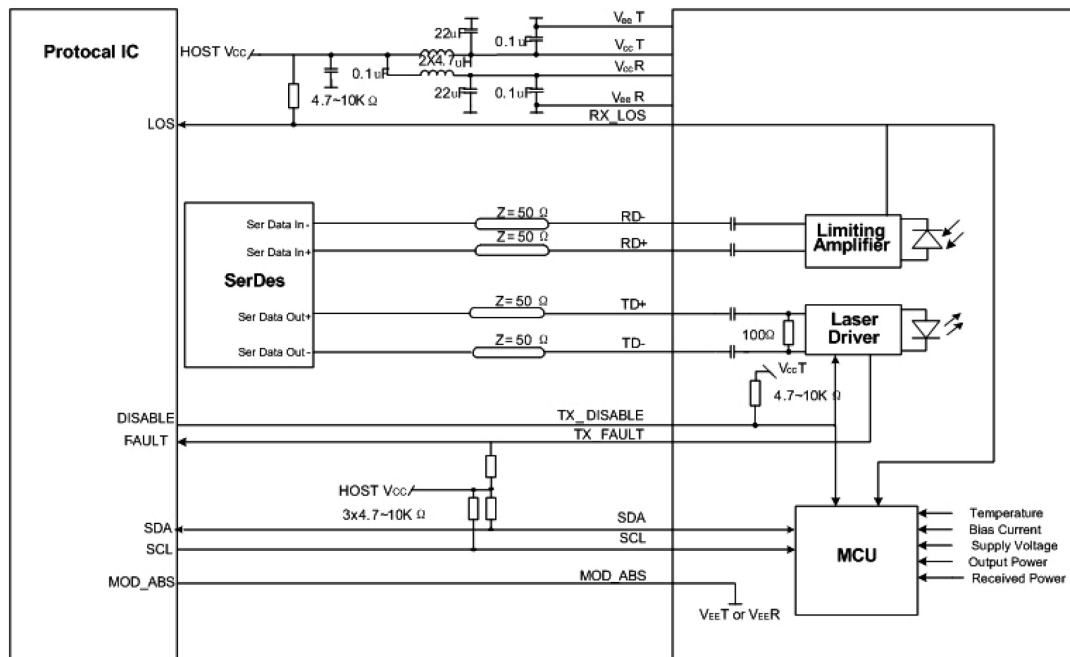 Protocal IC
HOST Vcc
22uF
0.1uF
VeeT
VccT
2X4.7uH
0.1uF
VccR
22uF
0.1uF
VeeR
4.7~10K Ω
LOS
RX_LOS
SerDes
Ser Data In -
Ser Data In+
Ser Data Out+
Ser Data Out -
Z= 50 Ω
RD-
Z= 50 Ω
RD+
Z= 50 Ω
TD+
Z= 50 Ω
TD-
Limiting
Amplifier
100Ω
Laser
Driver
VccT
4.7~10K Ω
DISABLE
TX_DISABLE
FAULT
TX_FAULT
HOST Vcc
3x4.7~10K Ω
SDA
SDA
SCL
SCL
MOD_ABS
MOD_ABS
VEET or VEER
MCU
Temperature
Bias Current
Supply Voltage
Output Power
Received Power